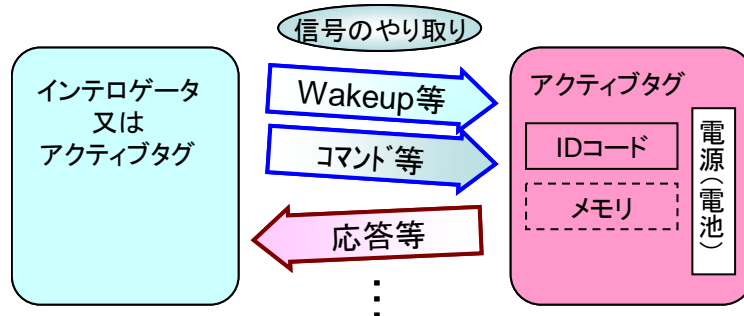 信号のやり取り
インテロゲータ
又は
アクティブタグ
Wakeup等
コマンド等
応答等
アクティブタグ
IDコード
メモリ
電源(電池)